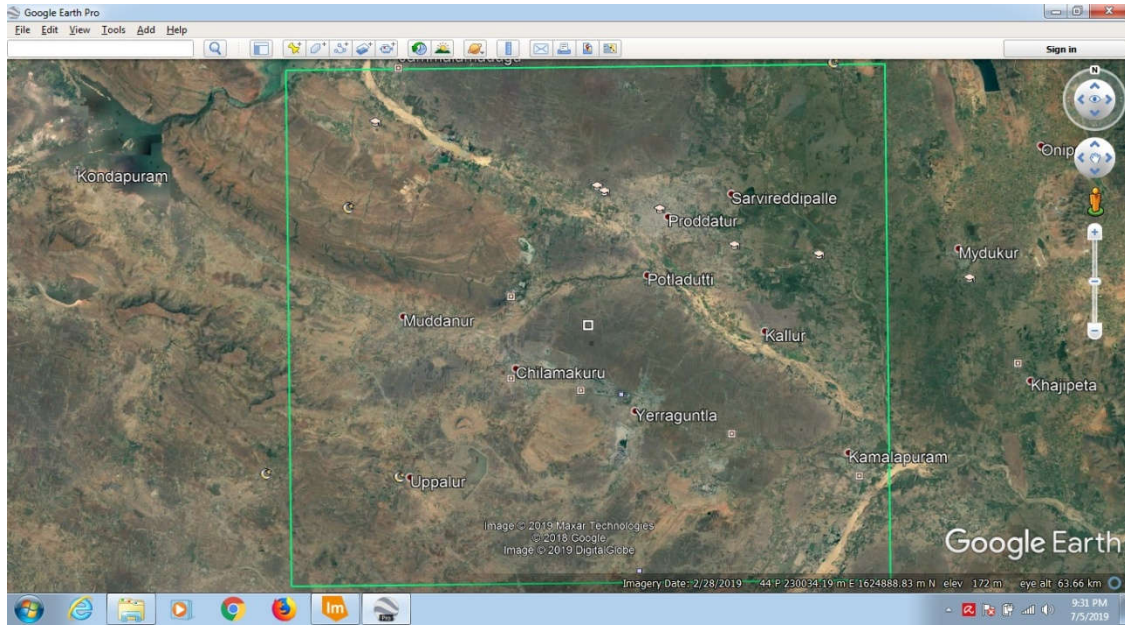 Google Earth Pro
File Edit View Tools Add Help
Sign in
Jammalamadugu
N
Onip
Kondapuram
Sarvireddipalle
Proddatur
Mydukur
Potladutti
Muddanur
Kallur
Chilamakuru
Khajipeta
Yerraguntla
Kamalapuram
Uppalur
Image © 2019 Maxar Technologies
© 2018 Google
Image © 2019 DigitalGlobe
Google Earth
Imagery Date: 2/28/2019 44 P 230034.19 m E 1624888.83 m N elev 172 m eye alt 63.66 km
Im
Pro
9:31 PM
7/5/2019